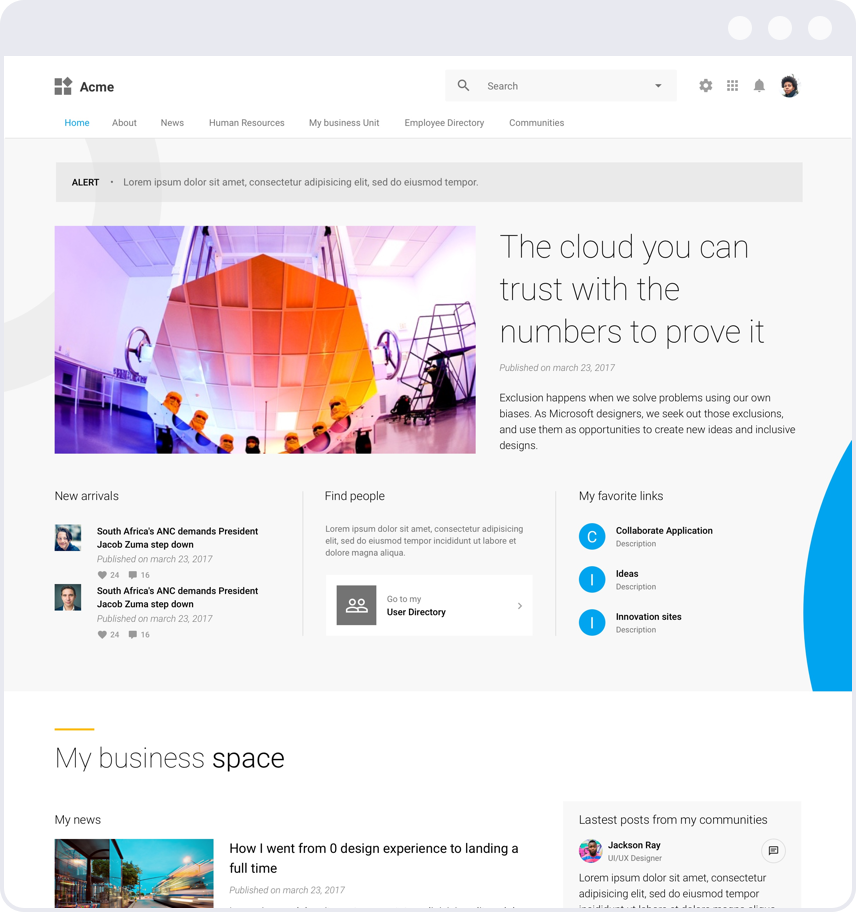 Acme
Search
Home
About
News
Human Resources
My business Unit
Employee Directory
Communities
ALERT • Lorem ipsum dolor sit amet, consectetur adipisicing elit, sed do eiusmod tempor.
The cloud you can
trust with the
numbers to prove it
Published on march 23, 2017
Exclusion happens when we solve problems using our own
biases. As Microsoft designers, we seek out those exclusions,
and use them as opportunities to create new ideas and inclusive
designs.
New arrivals
South Africa's ANC demands President
Jacob Zuma step down
Published on march 23, 2017
24 16
South Africa's ANC demands President
Jacob Zuma step down
Published on march 23, 2017
24 16
Find people
Lorem ipsum dolor sit amet, consectetur adipisicing
elit, sed do eiusmod tempor incididunt ut labore et
dolore magna aliqua.
Go to my
User Directory
My favorite links
C
Collaborate Application
Description
I
Ideas
Description
I
Innovation sites
Description
My business space
My news
How I went from 0 design experience to landing a
full time
Published on march 23, 2017
Lastest posts from my communities
Jackson Ray
UI/UX Designer
Lorem ipsum dolor sit amet, consectetur
adipisicing elit, sed do eiusmod tempor